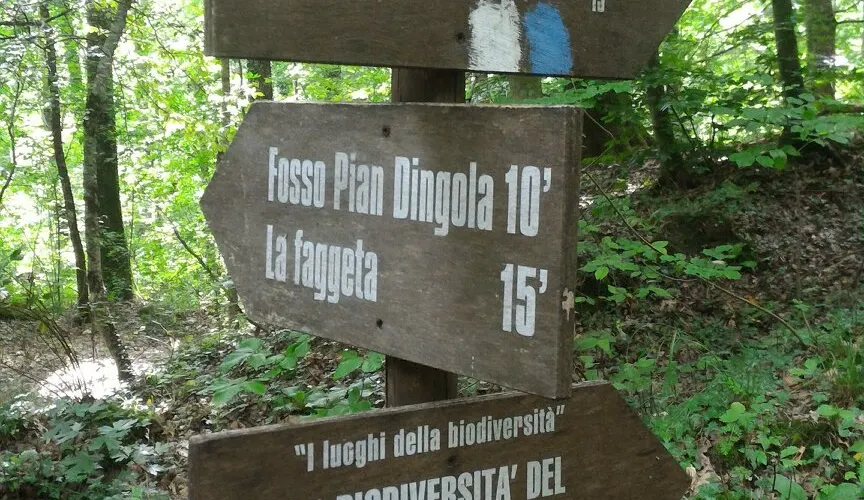 Fosso Pian Dingola 10'
La faggeta 15'
"I luoghi della biodiversità"
BIODIVERSITA' DEL